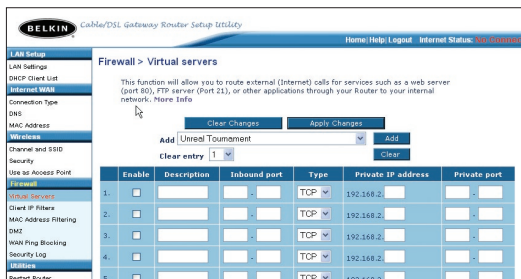 BELKIN
Cable/DSL Gateway Router Setup Utility
Home| Help| Logout Internet Status:
LAN Setup
LAN Settings
DHCP Client List
Internet WAN
Connection Type
DNS
MAC Address
Wireless
Channel and SSID
Security
Use as Access Point
Firewall
Virtual Servers
Client IP Filters
MAC Address Filtering
DMZ
WAN Ping Blocking
Security Log
Utilities
Restart Router
Firewall > Virtual servers
This function will allow you to route external (Internet) calls for services such as a web server
(port 80), FTP server (Port 21), or other applications through your Router to your internal
network. More Info
Clear Changes Apply Changes
Add Unreal Tournament Add
Clear entry 1 Clear
Enable Description Inbound port Type Private IP address Private port
1. - TCP 192.168.2. -
2. - TCP 192.168.2. -
3. - TCP 192.168.2. -
4. - TCP 192.168.2. -
5. - TCP 192.168.2. -